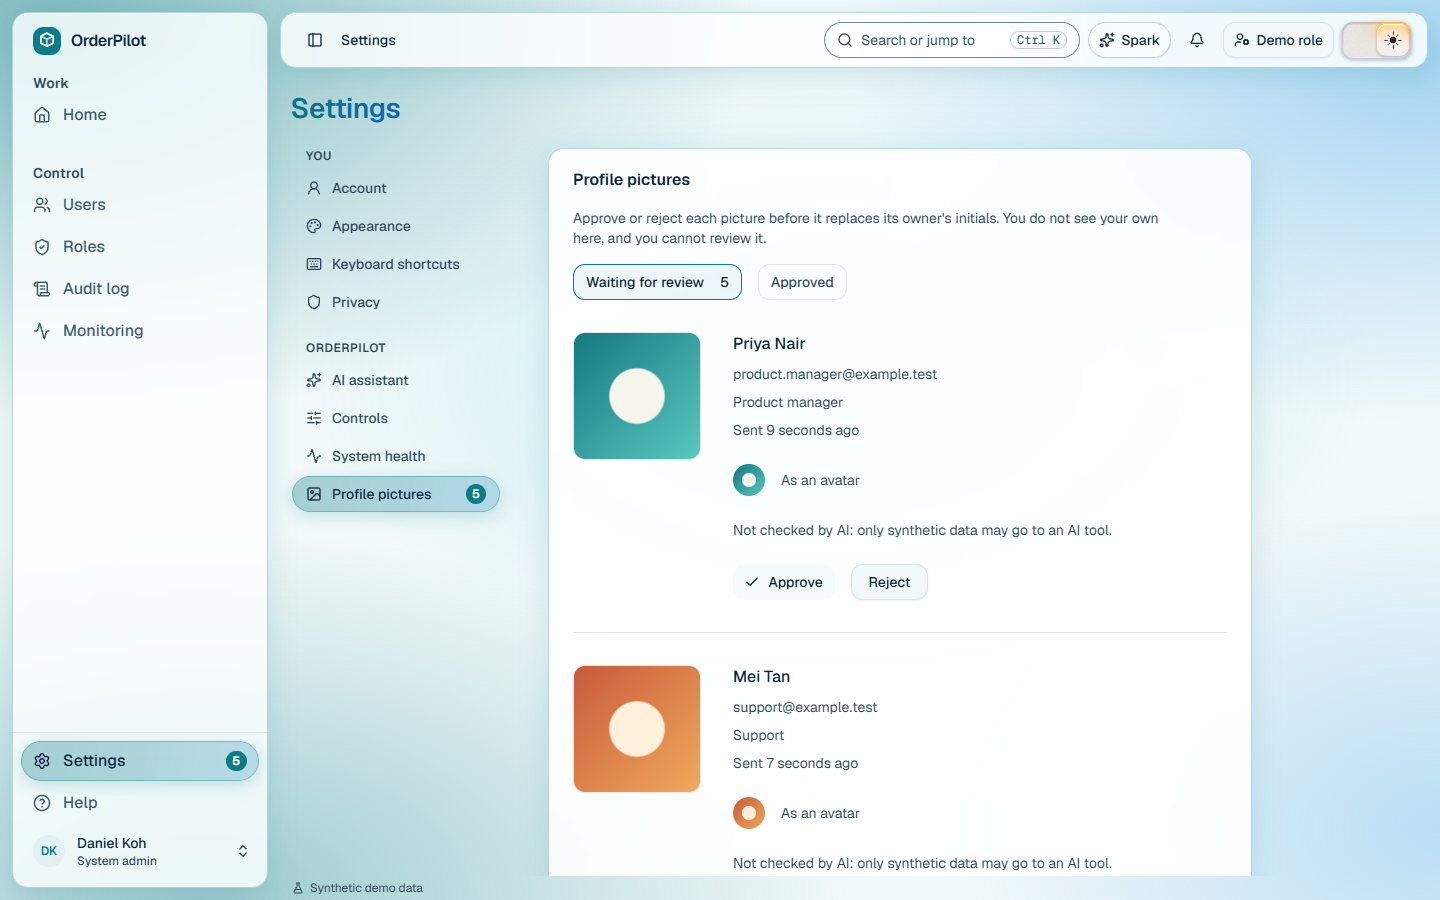 OrderPilot
Work
Home
Control
Users
Roles
Audit log
Monitoring
Settings 5
Help
DK
Daniel Koh
System admin
Settings
Search or jump to Ctrl K
Spark
Demo role
Settings
YOU
Account
Appearance
Keyboard shortcuts
Privacy
ORDERPILOT
AI assistant
Controls
System health
Profile pictures 5
Profile pictures
Approve or reject each picture before it replaces its owner's initials. You do not see your own
here, and you cannot review it.
Waiting for review 5
Approved
Priya Nair
product.manager@example.test
Product manager
Sent 9 seconds ago
As an avatar
Not checked by AI: only synthetic data may go to an AI tool.
Approve
Reject
Mei Tan
support@example.test
Support
Sent 7 seconds ago
As an avatar
Not checked by AI: only synthetic data may go to an AI tool.
Synthetic demo data